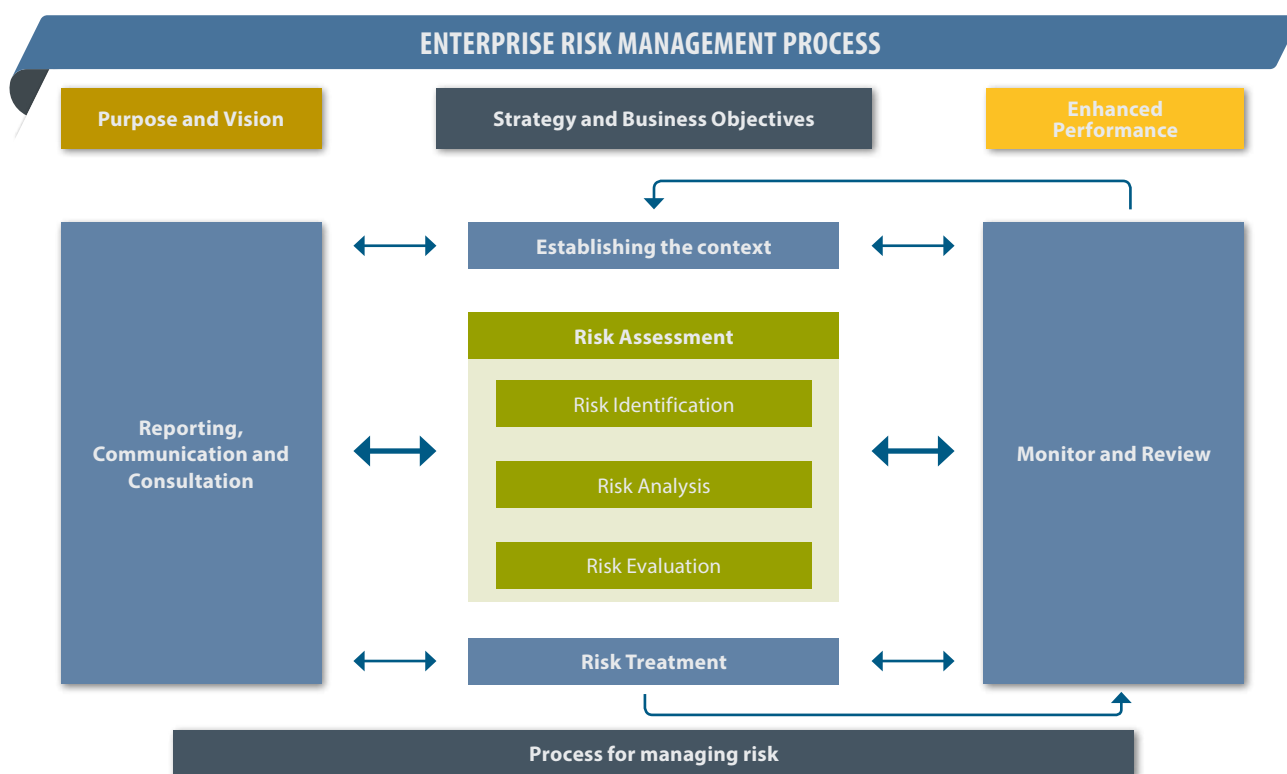 ENTERPRISE RISK MANAGEMENT PROCESS
Purpose and Vision
Strategy and Business Objectives
Enhanced
Performance
Establishing the context
Risk Assessment
Risk Identification
Reporting,
Communication and
Consultation
Monitor and Review
Risk Analysis
Risk Evaluation
Risk Treatment
Process for managing risk